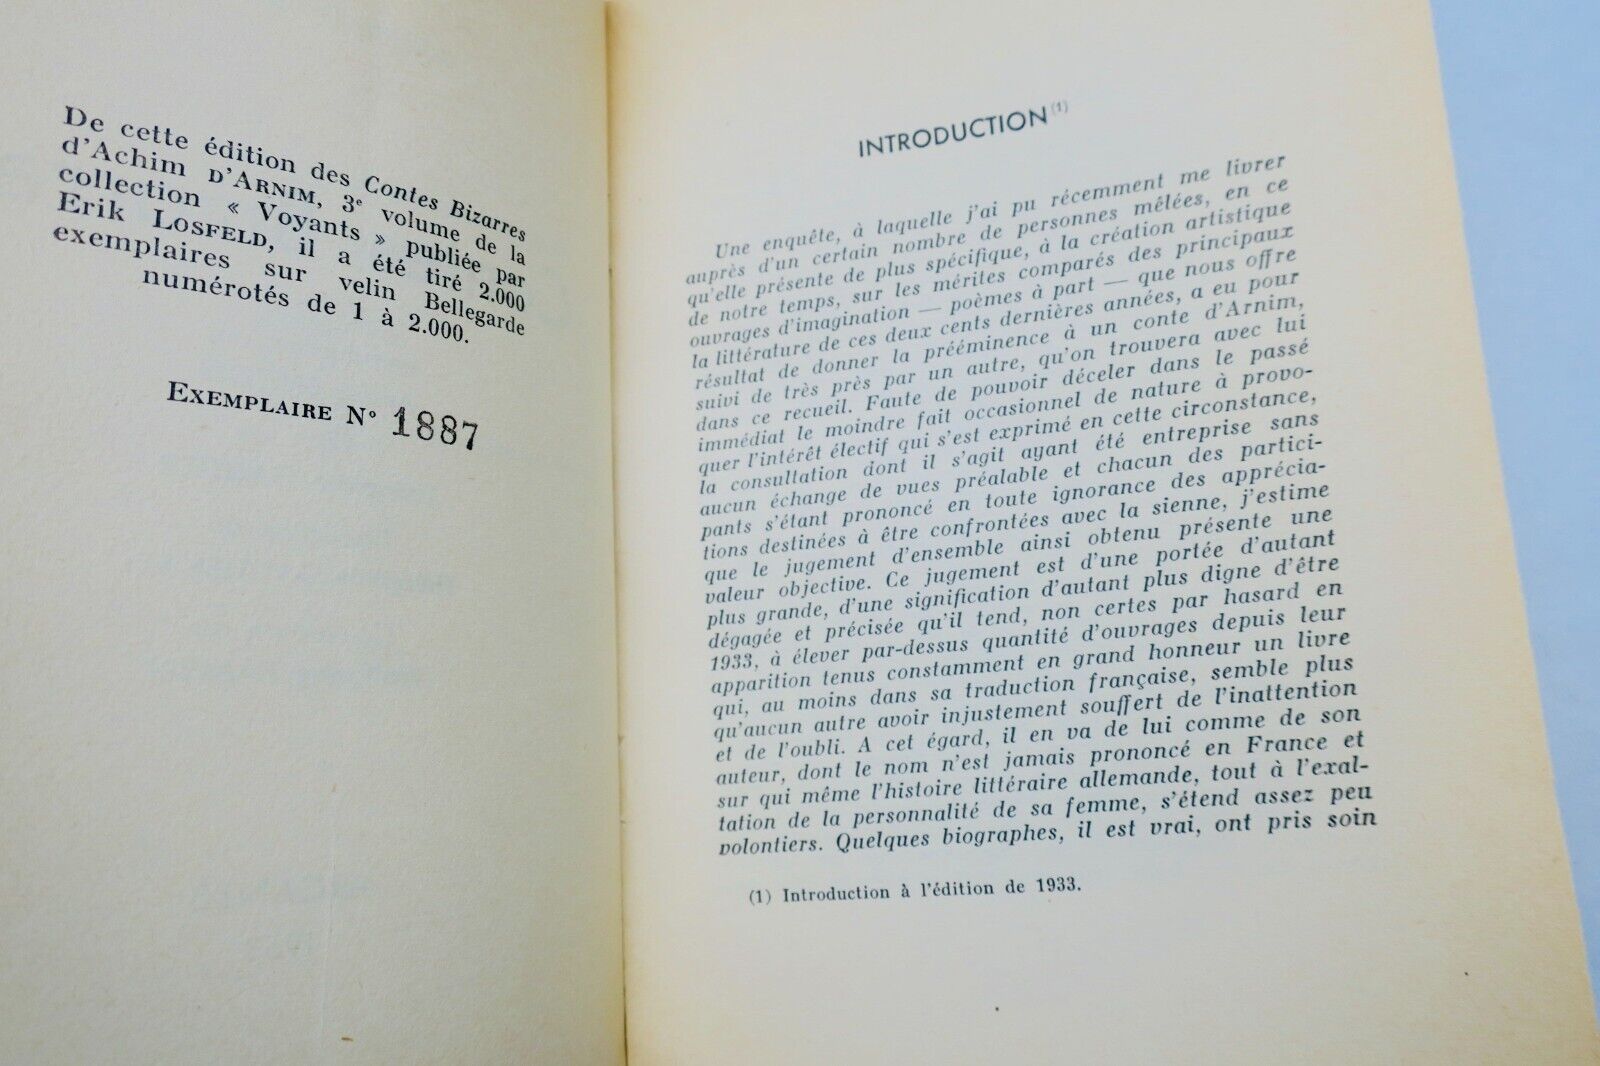 De cette édition des Contes Bizarres
d'Achim D'ARNIM, 3e volume de la
collection « Voyants » publiée par
Erik LOSFELD, il a été tiré 2.000
exemplaires sur velin Bellegarde
numérotés de 1 à 2.000.
EXEMPLAIRE N° 1887
INTRODUCTION (1)
Une enquête, à laquelle j'ai pu récemment me livrer
auprès d'un certain nombre de personnes mêlées, en ce
qu'elle présente de plus spécifique, à la création artistique
de notre temps, sur les mérites comparés des principaux
ouvrages d'imagination — poèmes à part — que nous offre
la littérature de ces deux cents dernières années, a eu pour
résultat de donner la prééminence à un conte d'Arnim,
suivi de très près par un autre, qu'on trouvera avec lui
dans ce recueil. Faute de pouvoir déceler dans le passé
immédiat le moindre fait occasionnel de nature à provo-
quer l'intérêt électif qui s'est exprimé en cette circonstance,
la consultation dont il s'agit ayant été entreprise sans
aucun échange de vues préalable et chacun des partici-
pants s'étant prononcé en toute ignorance des apprécia-
tions destinées à être confrontées avec la sienne, j'estime
que le jugement d'ensemble ainsi obtenu présente une
valeur objective. Ce jugement est d'une portée d'autant
plus grande, d'une signification d'autant plus digne d'être
dégagée et précisée qu'il tend, non certes par hasard en
1933, à élever par-dessus quantité d'ouvrages depuis leur
apparition tenus constamment en grand honneur un livre
qui, au moins dans sa traduction française, semble plus
qu'aucun autre avoir injustement souffert de l'inattention
et de l'oubli. A cet égard, il en va de lui comme de son
auteur, dont le nom n'est jamais prononcé en France et
sur qui même l'histoire littéraire allemande, tout à l'exal-
tation de la personnalité de sa femme, s'étend assez peu
volontiers. Quelques biographes, il est vrai, ont pris soin
(1) Introduction à l'édition de 1933.